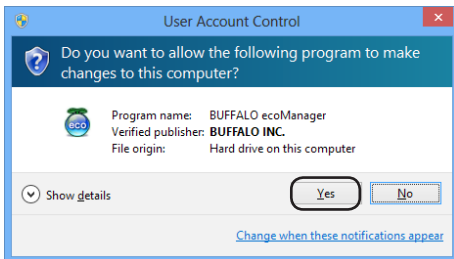 User Account Control
Do you want to allow the following program to make
changes to this computer?
eco
Program name: BUFFALO ecoManager
Verified publisher: BUFFALO INC.
File origin: Hard drive on this computer
Show details
Yes
No
Change when these notifications appear